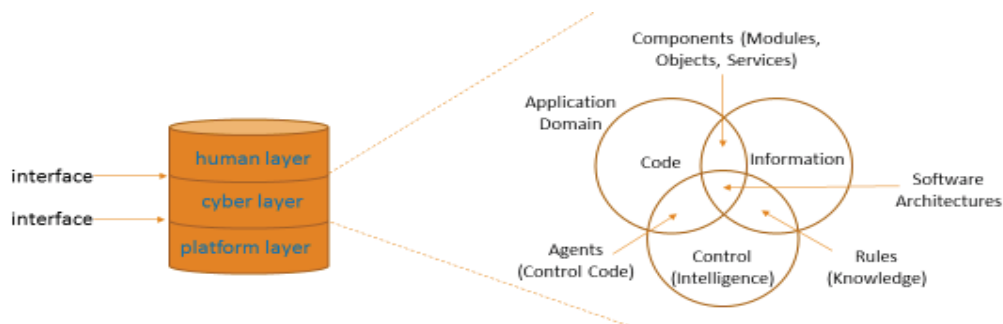 human layer
interface
cyber layer
interface
platform layer
Components (Modules,
Objects, Services)
Application
Domain
Code
Information
Software
Architectures
Agents
(Control Code)
Control
(Intelligence)
Rules
(Knowledge)